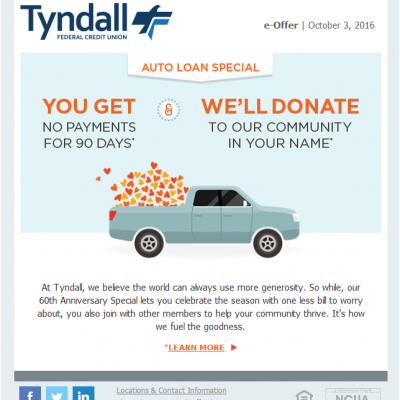 Tyndall
FEDERAL CREDIT UNION
e-Offer | October 3, 2016
AUTO LOAN SPECIAL
YOU GET
NO PAYMENTS
FOR 90 DAYS*
&
WE'LL DONATE
TO OUR COMMUNITY
IN YOUR NAME*
At Tyndall, we believe the world can always use more generosity. So while, our
60th Anniversary Special lets you celebrate the season with one less bill to worry
about, you also join with other members to help your community thrive. It's how
we fuel the goodness.
*LEARN MORE
Locations & Contact Information
NCUA